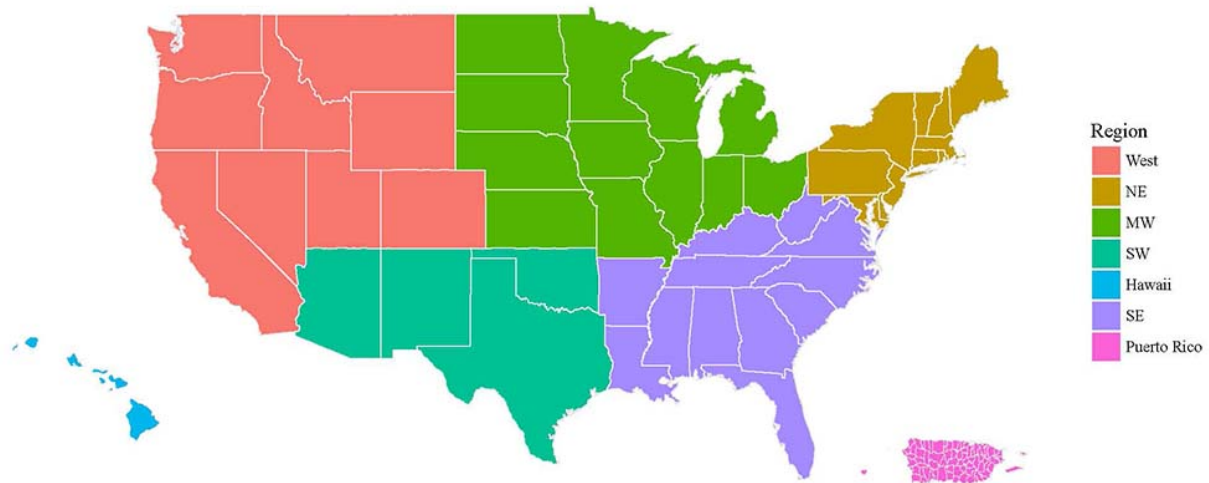 Region
West
NE
MW
SW
Hawaii
SE
Puerto Rico